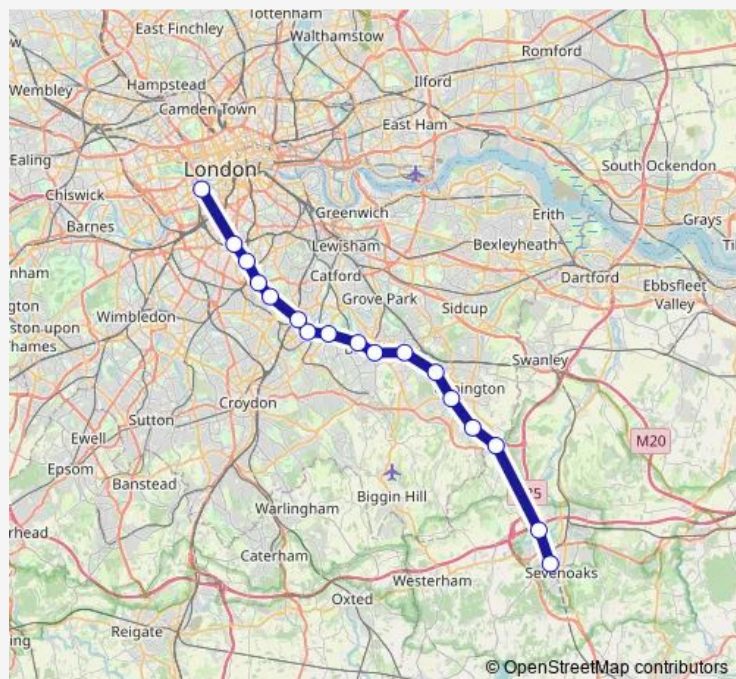 Tottenham
East Finchley
Walthamstow
Romford
Hampstead
Wembley
Ilford
Camden Town
East Ham
Ealing
London
South Ockendon
Chiswick
Greenwich
Erith
Grays
Barnes
Lewisham
Bexleyheath
Catford
Dartford
Ebbsfleet
Valley
Grove Park
Sidcup
Wimbledon
Swanley
Croydon
Sutton
Ewell
M20
Epsom
Banstead
Biggin Hill
Warlingham
Caterham
Westerham
Sevenoaks
Oxted
Reigate
© OpenStreetMap contributors